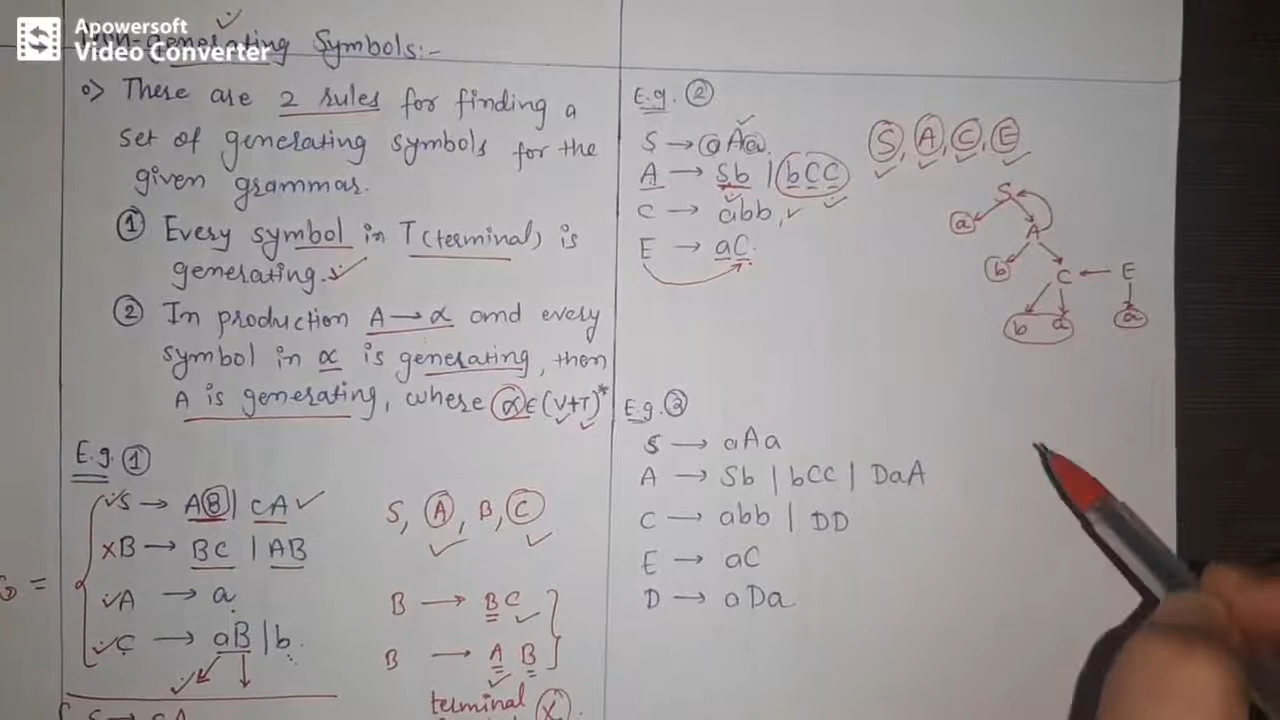 Apowersoft
Video Converter
Non-generating Symbols:-
There are 2 rules for finding a
set of generating symbols for the
given grammar.
① Every symbol in T(terminal) is
generating.
② In production A → α and every
symbol in α is generating, then
A is generating, where α ∈ (V+T)*
E.g. ①
S → AB | CA
B → BC | AB
A → a
C → aB | b
G =
S, A, B, C
B → BC
B → A B
terminal
S → CA
E.g. ②
S → aAa
A → Sb | bCC
C → abb
E → aC
S, A, C, E
S
a
A
b
C ← E
b a
a
E.g. ③
S → aAa
A → Sb | bCC | DaA
C → abb | DD
E → aC
D → aDa